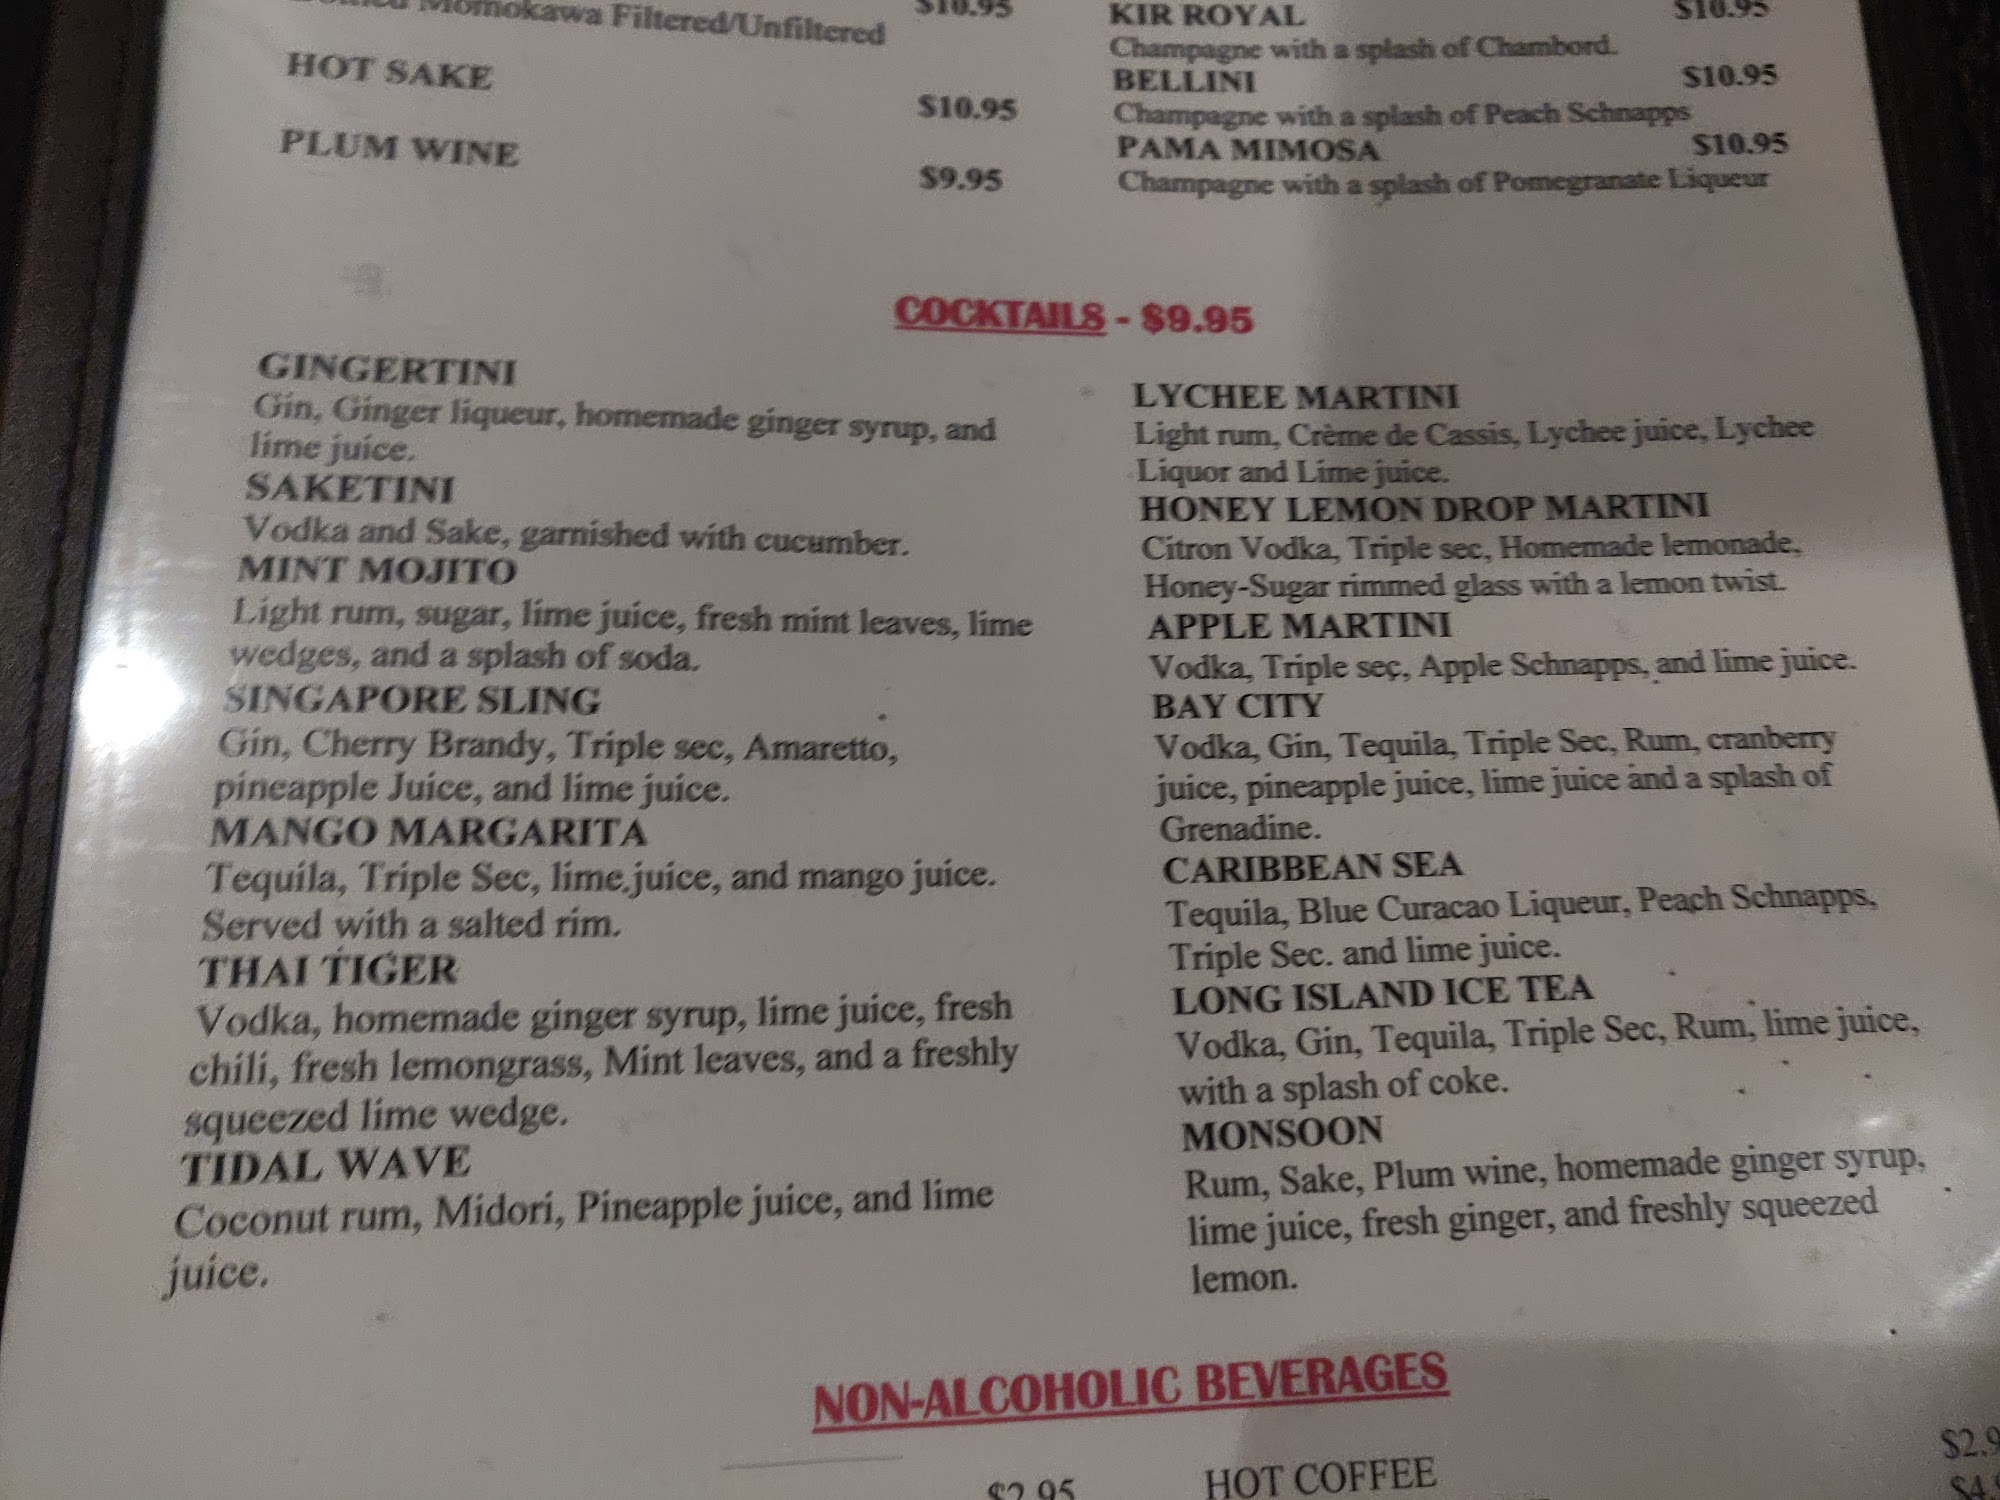 Momokawa Filtered/Unfiltered $10.95
HOT SAKE
$10.95
PLUM WINE
$9.95
KIR ROYAL $10.95
Champagne with a splash of Chambord.
BELLINI $10.95
Champagne with a splash of Peach Schnapps
PAMA MIMOSA $10.95
Champagne with a splash of Pomegranate Liqueur
COCKTAILS - $9.95
GINGERTINI
Gin, Ginger liqueur, homemade ginger syrup, and
lime juice.
SAKETINI
Vodka and Sake, garnished with cucumber.
MINT MOJITO
Light rum, sugar, lime juice, fresh mint leaves, lime
wedges, and a splash of soda.
SINGAPORE SLING
Gin, Cherry Brandy, Triple sec, Amaretto,
pineapple Juice, and lime juice.
MANGO MARGARITA
Tequila, Triple Sec, lime juice, and mango juice.
Served with a salted rim.
THAI TIGER
Vodka, homemade ginger syrup, lime juice, fresh
chili, fresh lemongrass, Mint leaves, and a freshly
squeezed lime wedge.
TIDAL WAVE
Coconut rum, Midori, Pineapple juice, and lime
juice.
LYCHEE MARTINI
Light rum, Crème de Cassis, Lychee juice, Lychee
Liquor and Lime juice.
HONEY LEMON DROP MARTINI
Citron Vodka, Triple sec, Homemade lemonade,
Honey-Sugar rimmed glass with a lemon twist.
APPLE MARTINI
Vodka, Triple sec, Apple Schnapps, and lime juice.
BAY CITY
Vodka, Gin, Tequila, Triple Sec, Rum, cranberry
juice, pineapple juice, lime juice and a splash of
Grenadine.
CARIBBEAN SEA
Tequila, Blue Curacao Liqueur, Peach Schnapps,
Triple Sec. and lime juice.
LONG ISLAND ICE TEA
Vodka, Gin, Tequila, Triple Sec, Rum, lime juice,
with a splash of coke.
MONSOON
Rum, Sake, Plum wine, homemade ginger syrup,
lime juice, fresh ginger, and freshly squeezed
lemon.
NON-ALCOHOLIC BEVERAGES
$2.95
HOT COFFEE $2.9
$4.